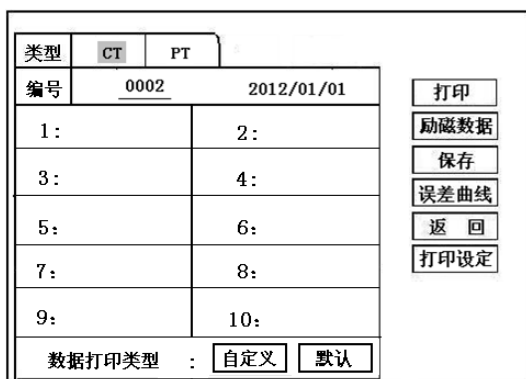 类型 CT PT
编号 0002 2012/01/01
1: 2:
3: 4:
5: 6:
7: 8:
9: 10:
数据打印类型 : 自定义 默认
打印
励磁数据
保存
误差曲线
返 回
打印设定